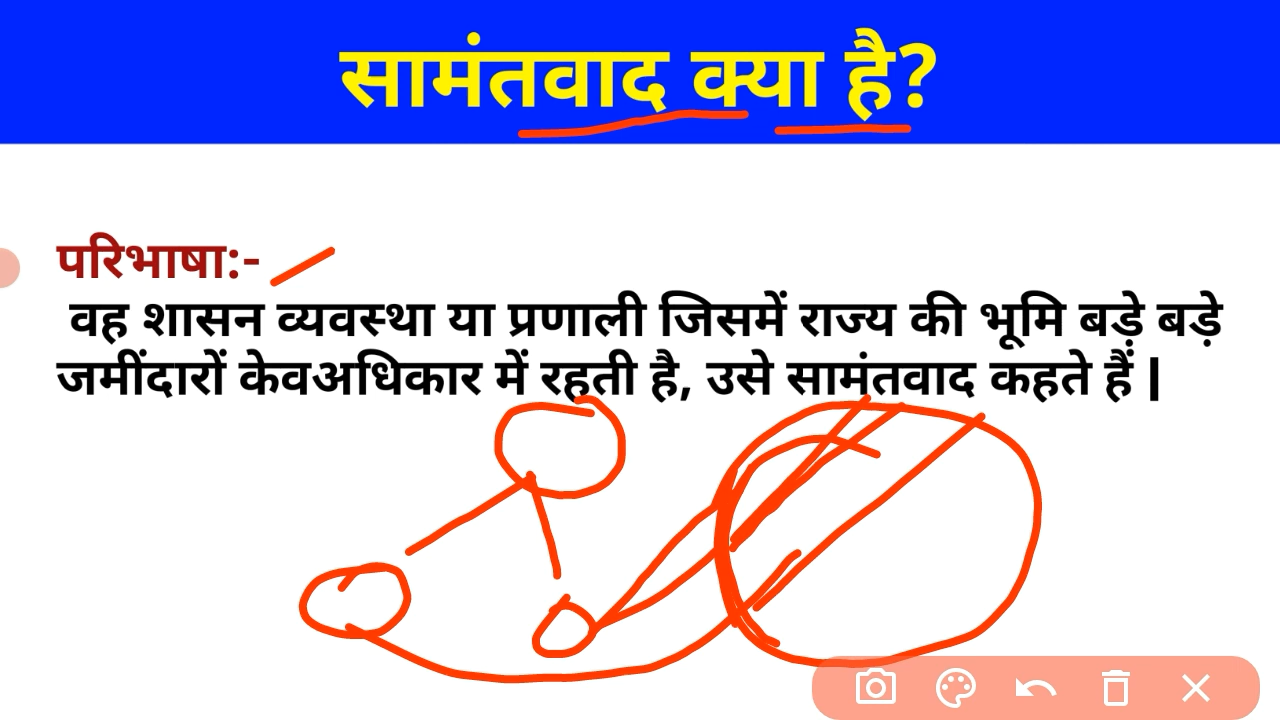 सामंतवाद क्या है?
परिभाषा:-
वह शासन व्यवस्था या प्रणाली जिसमें राज्य की भूमि बड़े बड़े
जमींदारों केवअधिकार में रहती है, उसे सामंतवाद कहते हैं |